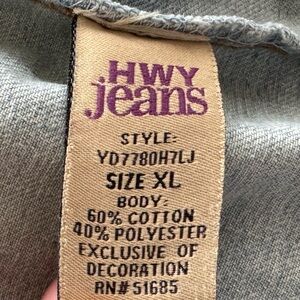 HWY
jeans
STYLE:
YD7780H7LJ
SIZE XL
BODY:
60% COTTON
40% POLYESTER
EXCLUSIVE OF
DECORATION
RN# 51685